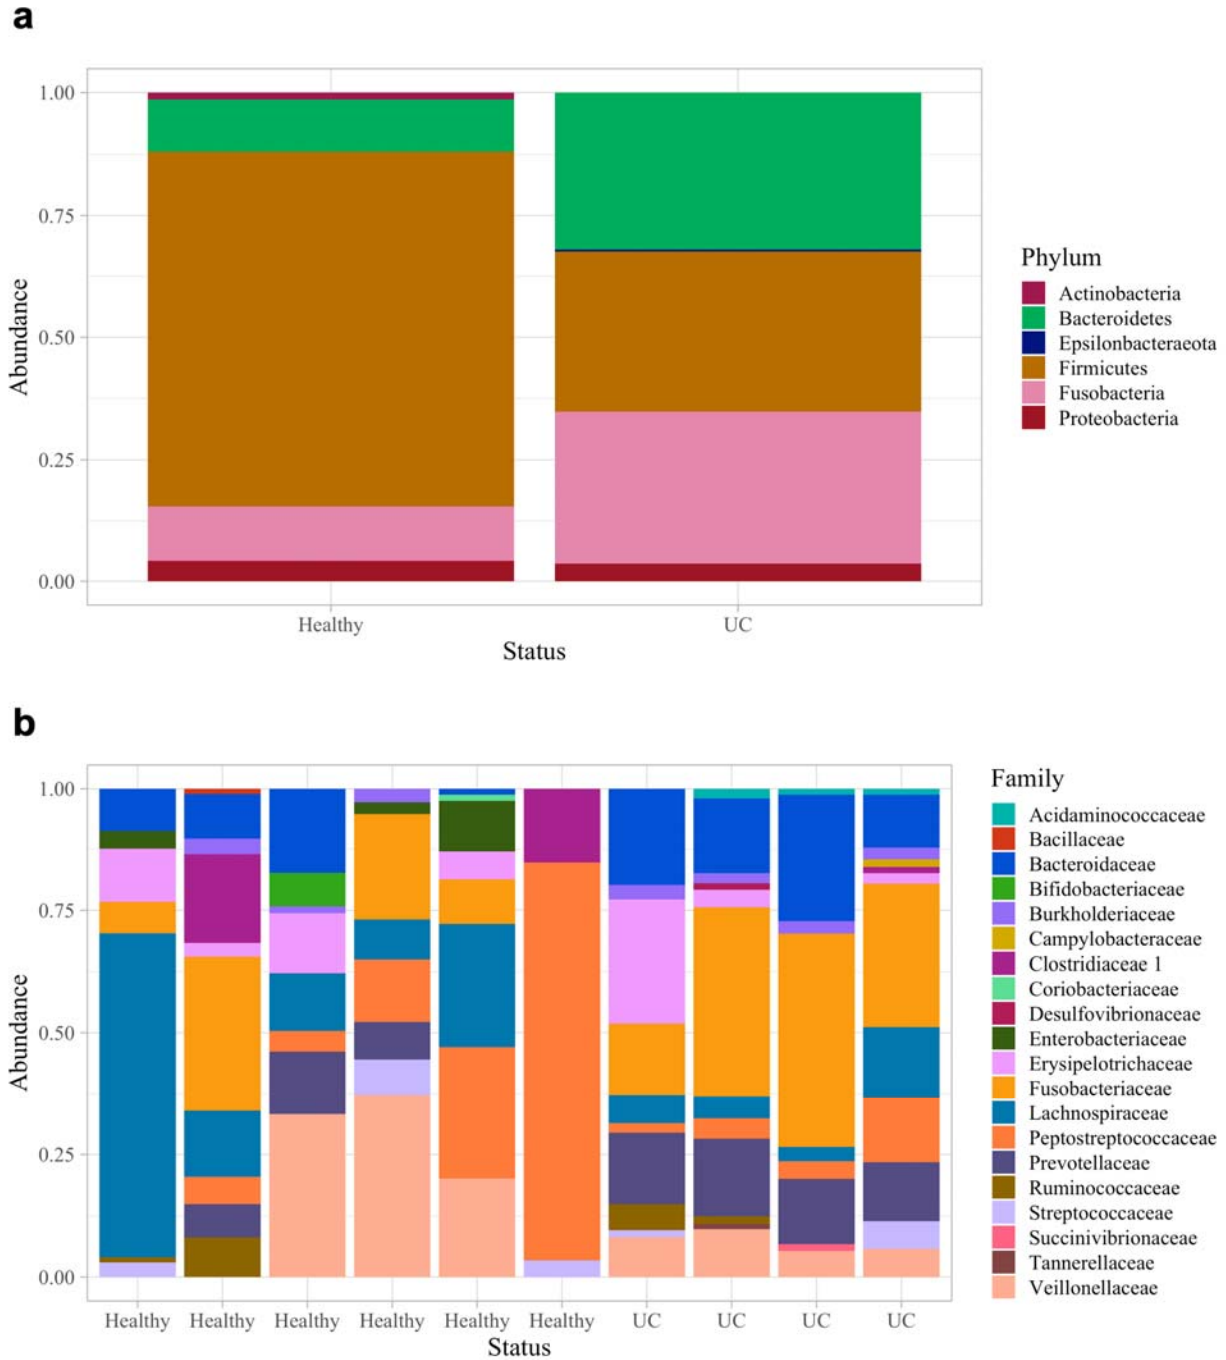 a
1.00
0.75
0.50
0.25
0.00
Abundance
Healthy UC
Status
Phylum
Actinobacteria
Bacteroidetes
Epsilonbacteraeota
Firmicutes
Fusobacteria
Proteobacteria
b
1.00
0.75
0.50
0.25
0.00
Abundance
Healthy Healthy Healthy Healthy Healthy Healthy UC UC UC UC
Status
Family
Acidaminococcaceae
Bacillaceae
Bacteroidaceae
Bifidobacteriaceae
Burkholderiaceae
Campylobacteraceae
Clostridiaceae 1
Coriobacteriaceae
Desulfovibrionaceae
Enterobacteriaceae
Erysipelotrichaceae
Fusobacteriaceae
Lachnospiraceae
Peptostreptococcaceae
Prevotellaceae
Ruminococcaceae
Streptococcaceae
Succinivibrionaceae
Tannerellaceae
Veillonellaceae